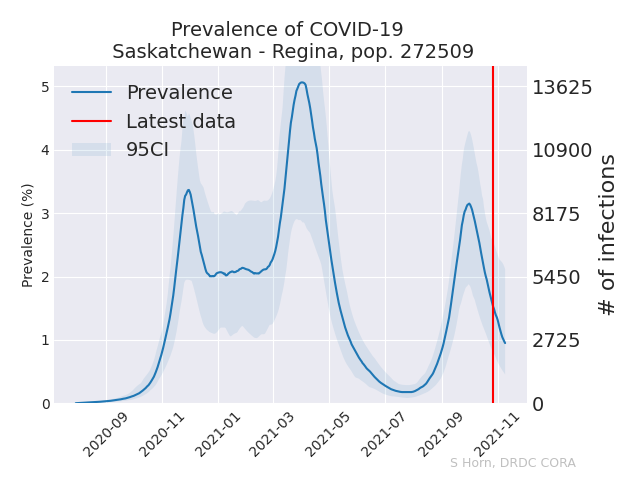 Prevalence of COVID-19
Saskatchewan - Regina, pop. 272509
Prevalence
Latest data
95CI
Prevalence (%)
5
4
3
2
1
0
13625
10900
8175
5450
2725
0
# of infections
2020-09
2020-11
2021-01
2021-03
2021-05
2021-07
2021-09
2021-11
S Horn, DRDC CORA